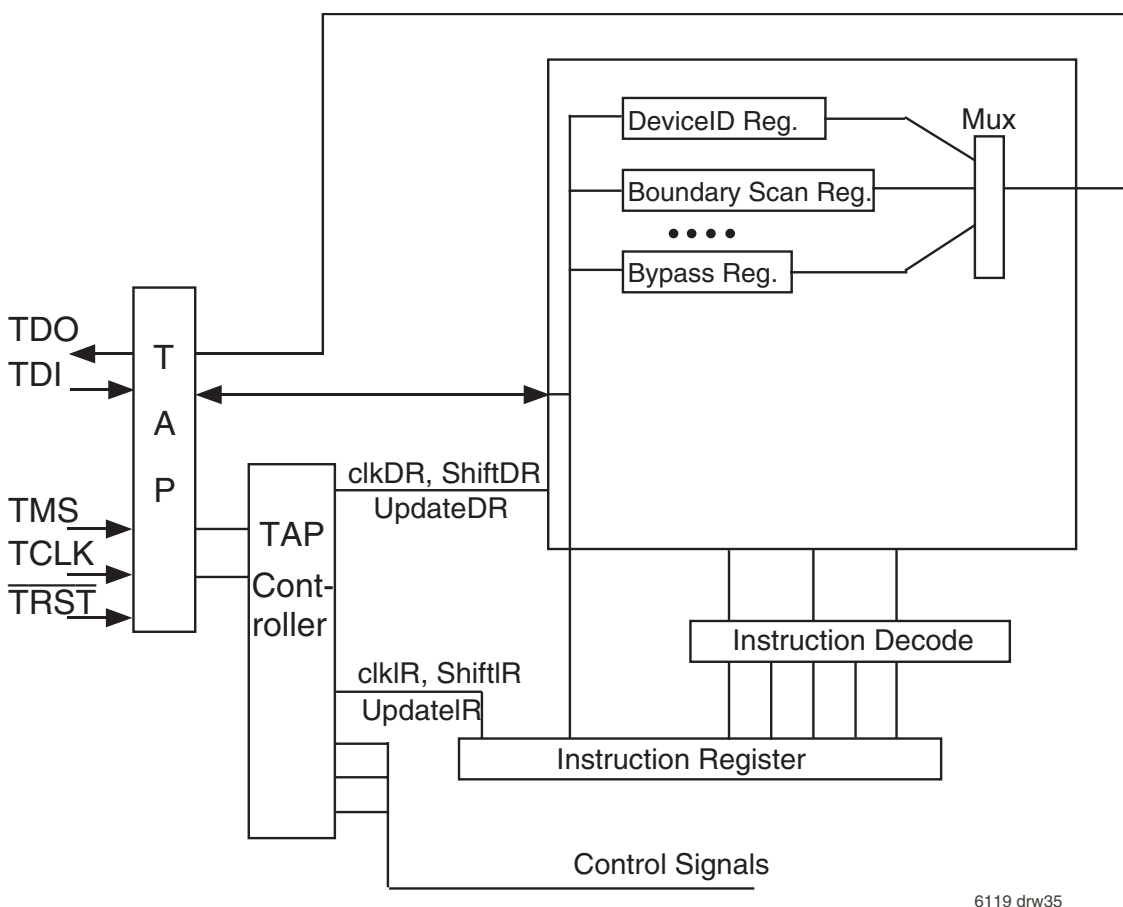 DeviceID Reg.
Mux
Boundary Scan Reg.
Bypass Reg.
TDO
TDI
T
A
P
TMS
TCLK
TRST
clkDR, ShiftDR
UpdateDR
TAP
Cont-
roller
Instruction Decode
clkIR, ShiftIR
UpdateIR
Instruction Register
Control Signals
6119 drw35